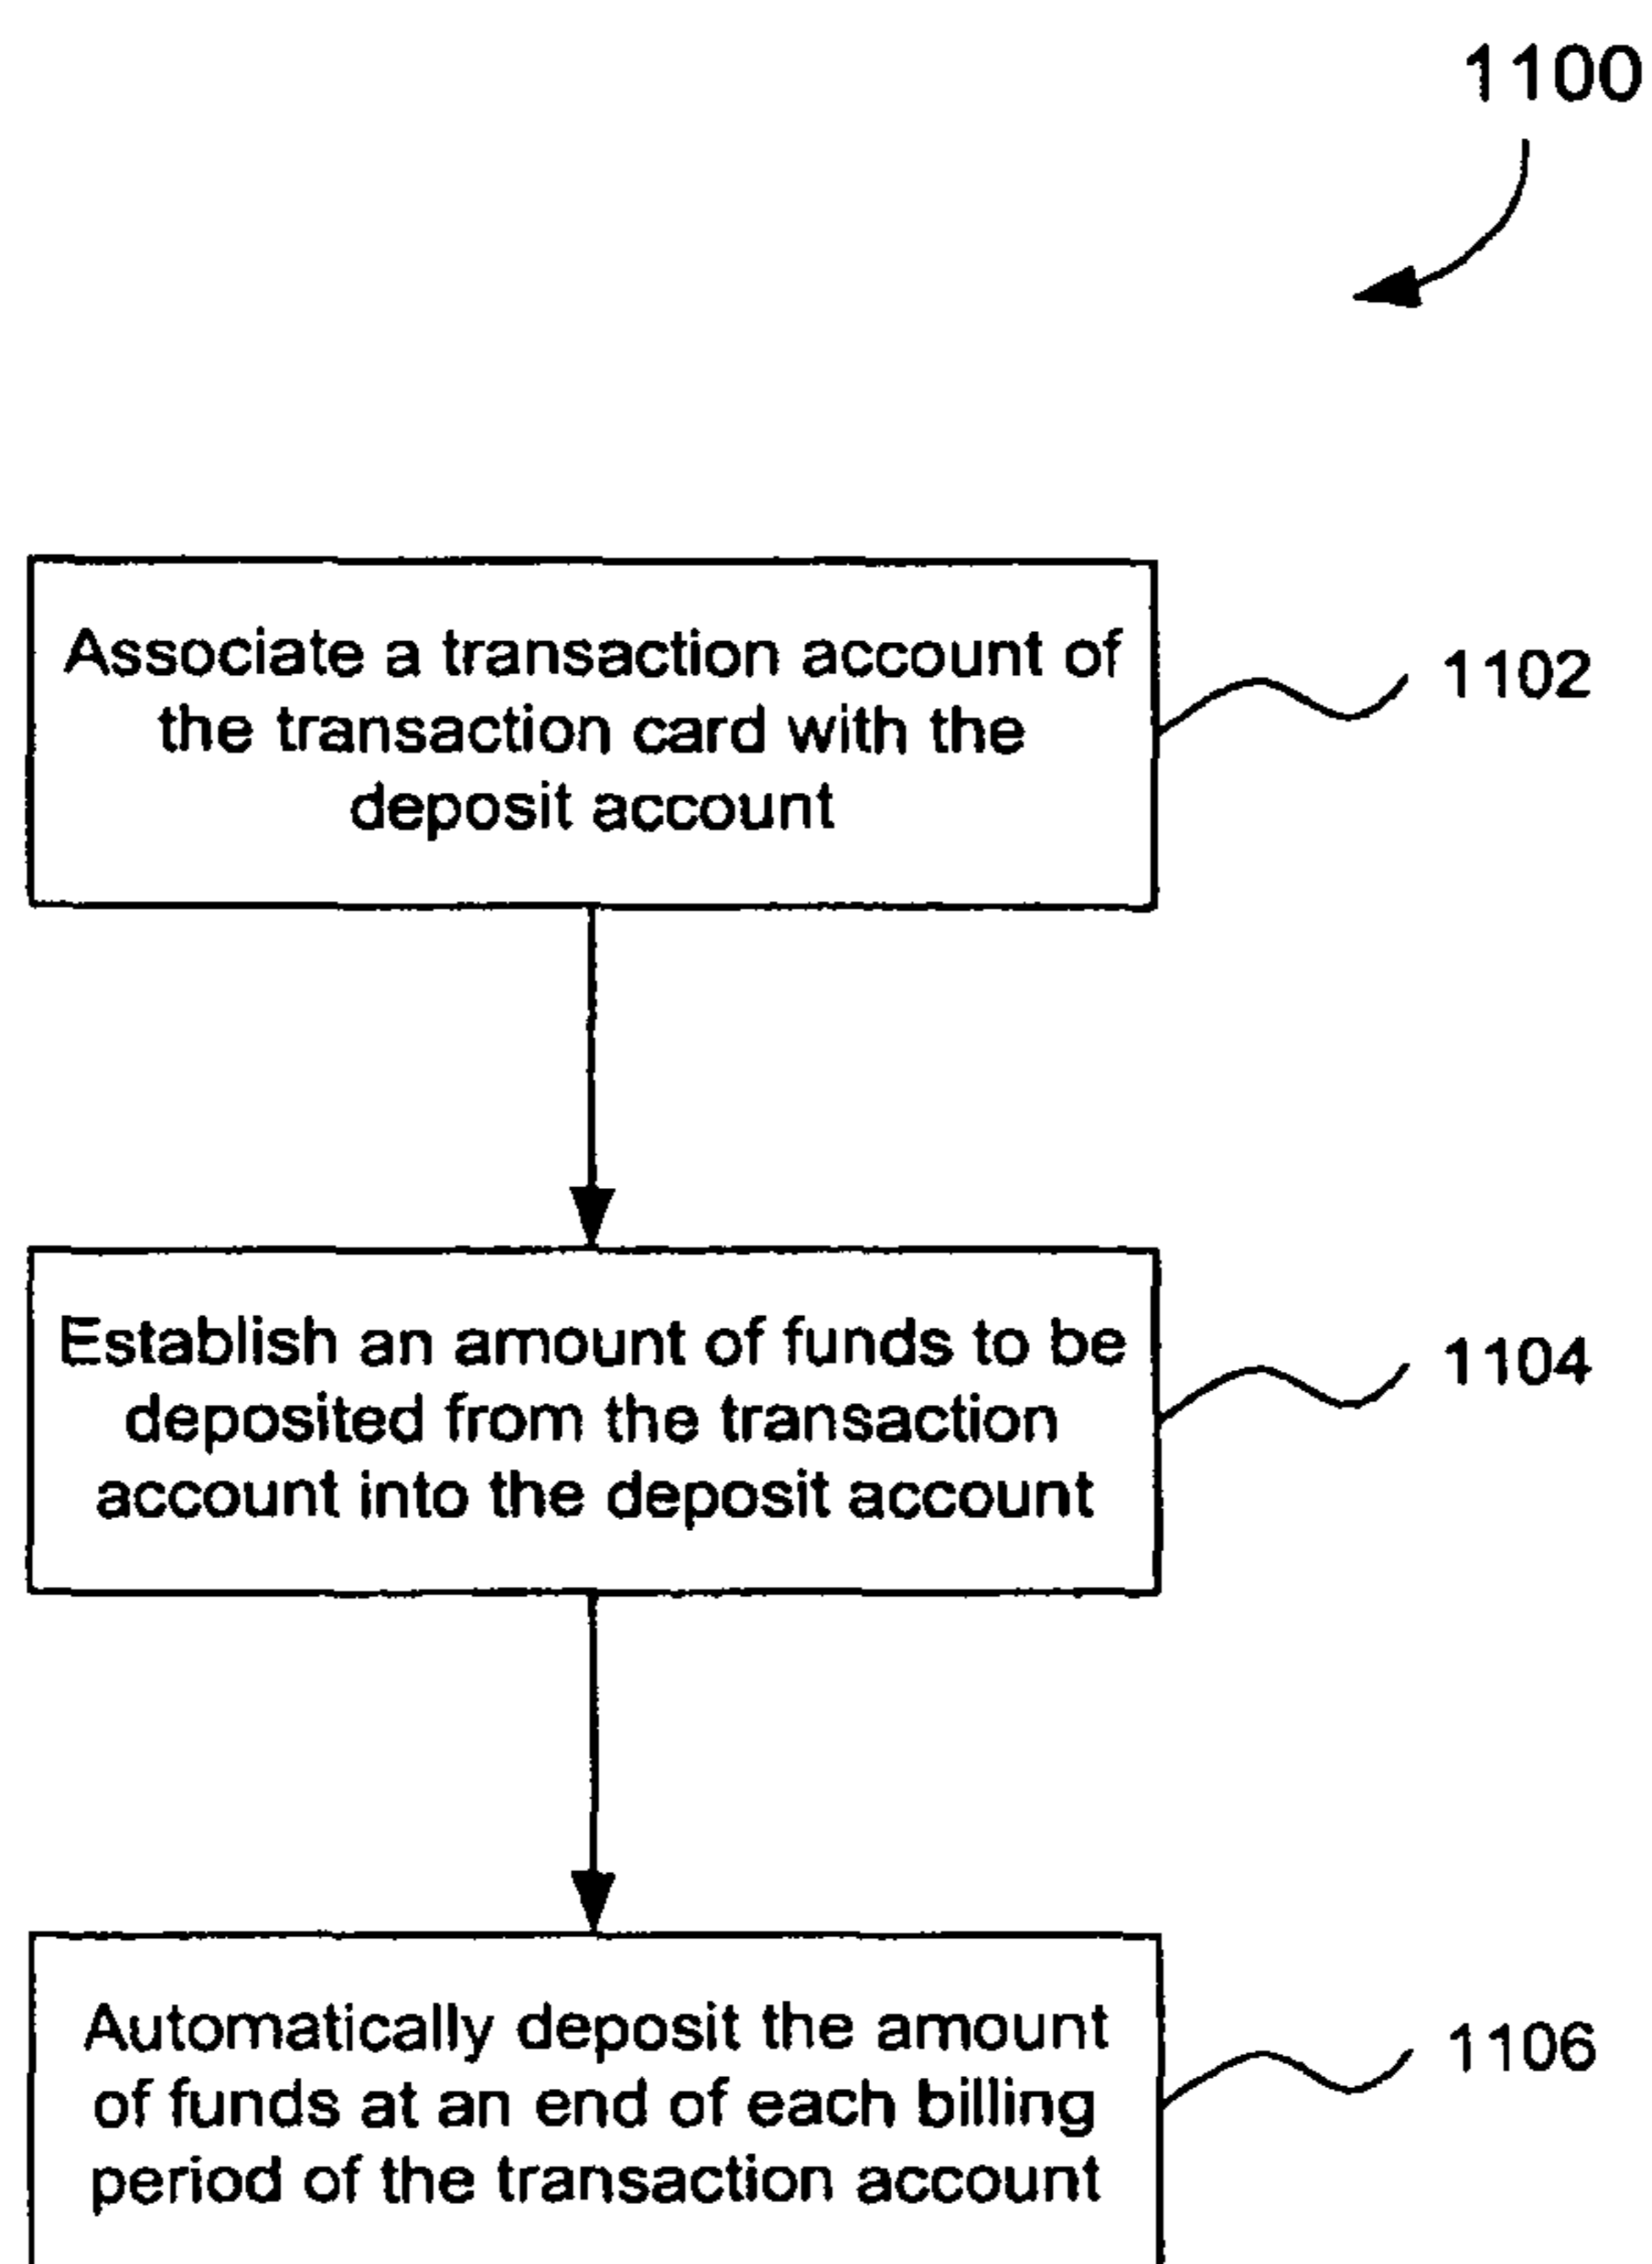 1100
Associate a transaction account of
the transaction card with the
deposit account
1102
Establish an amount of funds to be
deposited from the transaction
account into the deposit account
1104
Automatically deposit the amount
of funds at an end of each billing
period of the transaction account
1106